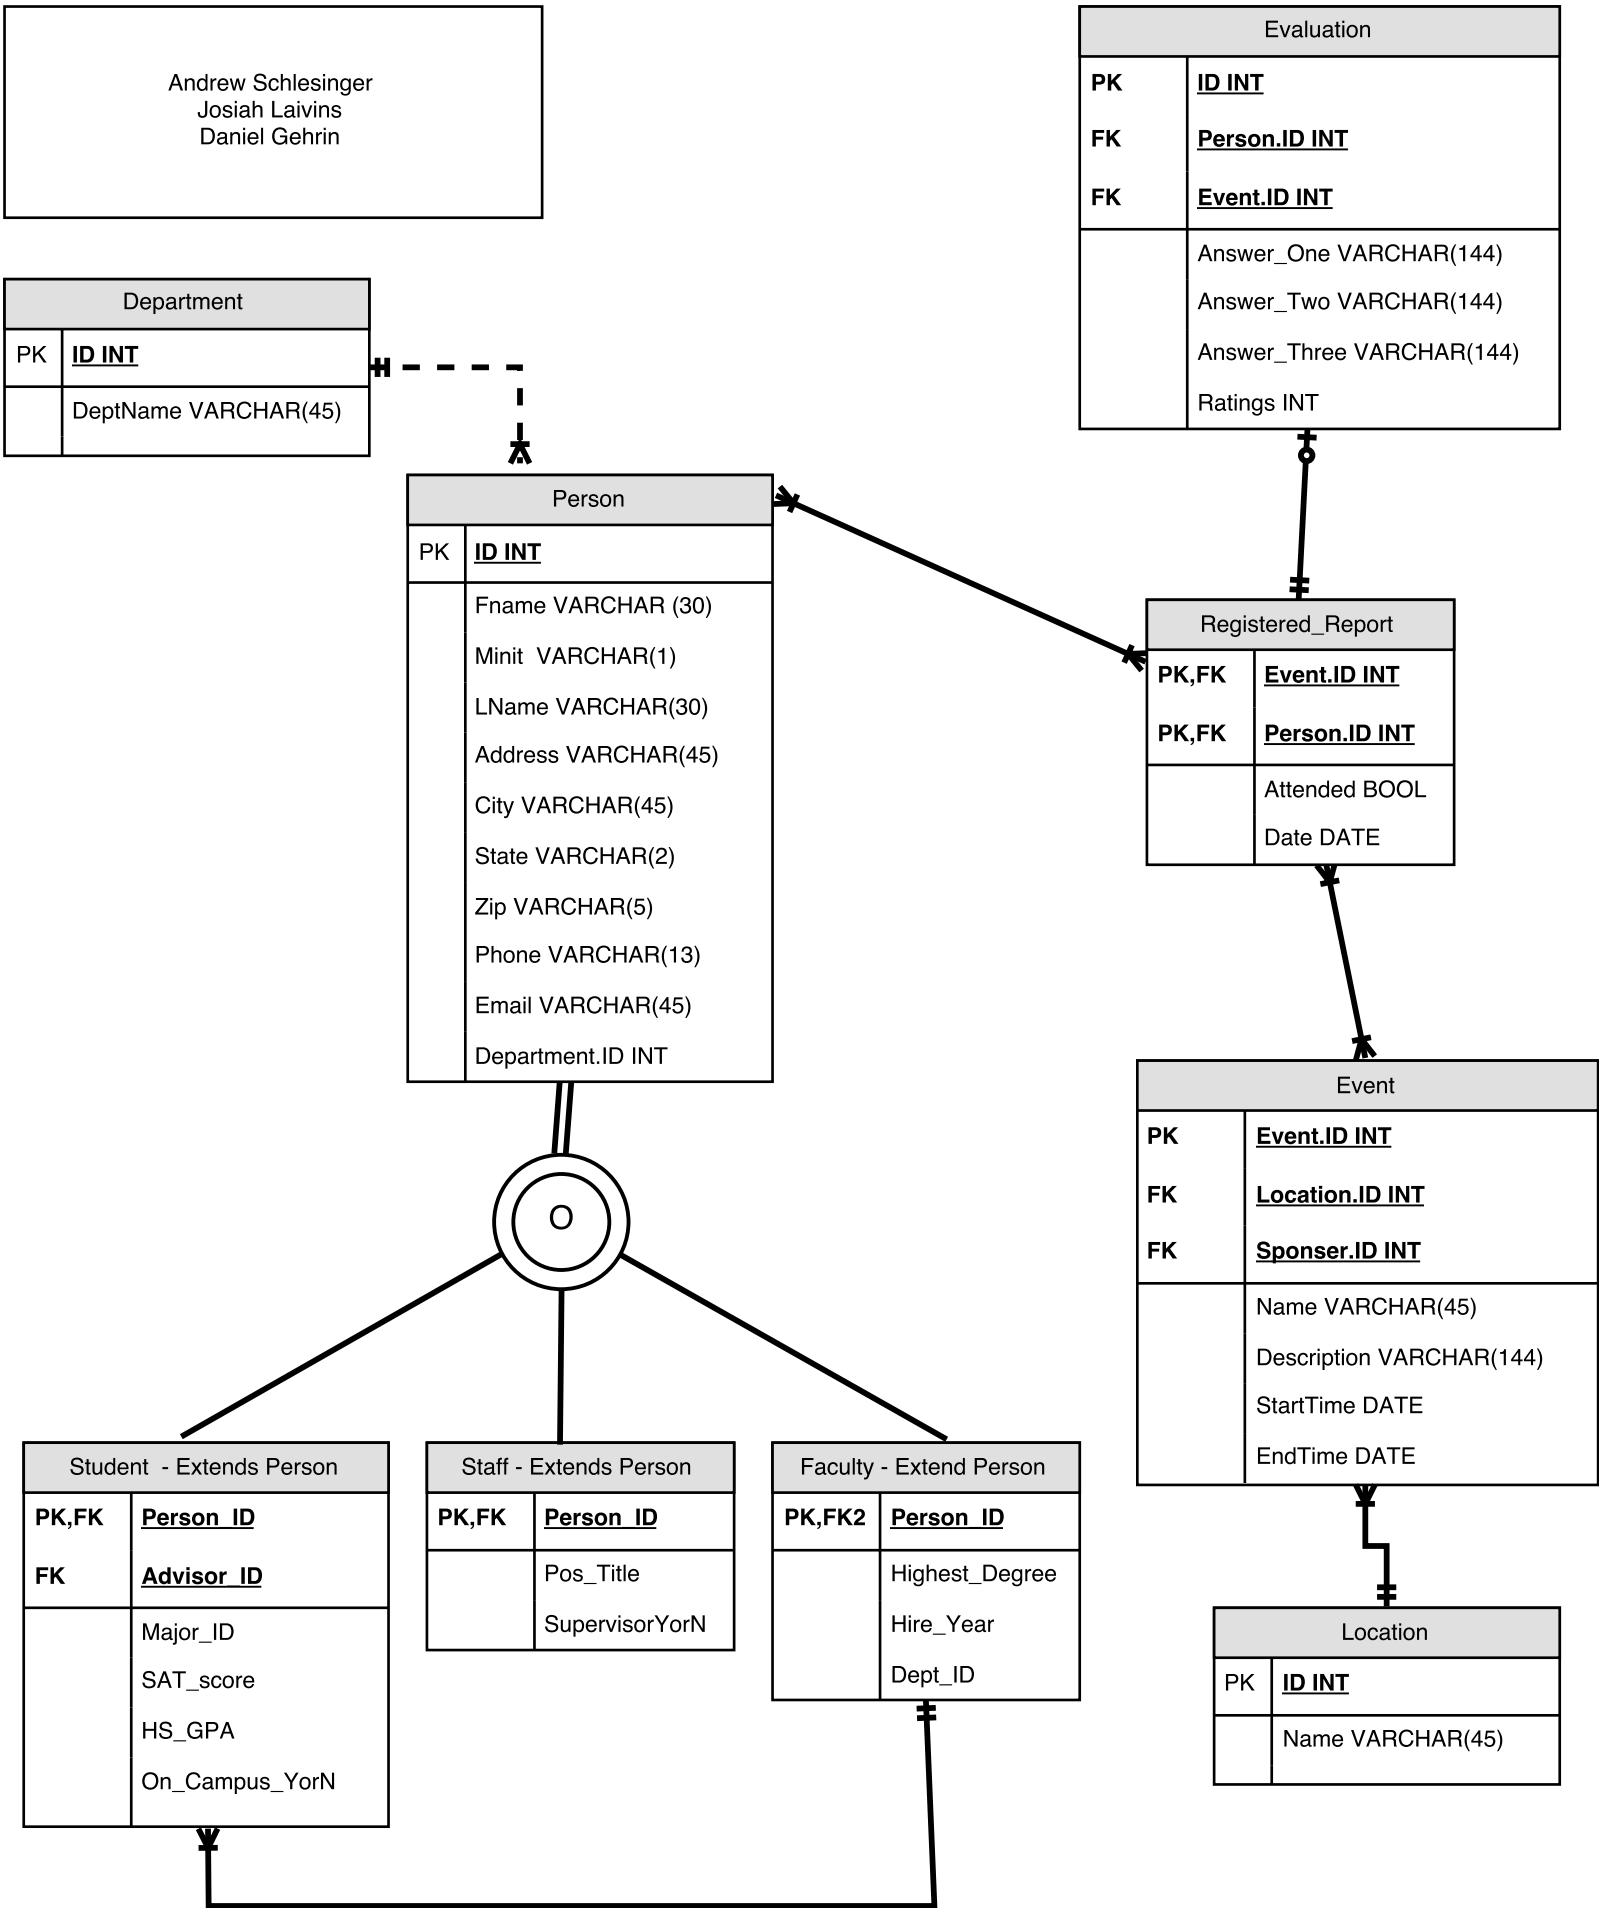 Andrew Schlesinger
Josiah Laivins
Daniel Gehrin
Evaluation
PK ID INT
FK Person.ID INT
FK Event.ID INT
Answer_One VARCHAR(144)
Answer_Two VARCHAR(144)
Answer_Three VARCHAR(144)
Ratings INT
Department
PK ID INT
DeptName VARCHAR(45)
Person
PK ID INT
Fname VARCHAR (30)
Minit VARCHAR(1)
LName VARCHAR(30)
Address VARCHAR(45)
City VARCHAR(45)
State VARCHAR(2)
Zip VARCHAR(5)
Phone VARCHAR(13)
Email VARCHAR(45)
Department.ID INT
Registered_Report
PK,FK Event.ID INT
PK,FK Person.ID INT
Attended BOOL
Date DATE
O
Event
PK Event.ID INT
FK Location.ID INT
FK Sponser.ID INT
Name VARCHAR(45)
Description VARCHAR(144)
StartTime DATE
EndTime DATE
Student - Extends Person
PK,FK Person_ID
FK Advisor_ID
Major_ID
SAT_score
HS_GPA
On_Campus_YorN
Staff - Extends Person
PK,FK Person_ID
Pos_Title
SupervisorYorN
Faculty - Extend Person
PK,FK2 Person_ID
Highest_Degree
Hire_Year
Dept_ID
Location
PK ID INT
Name VARCHAR(45)